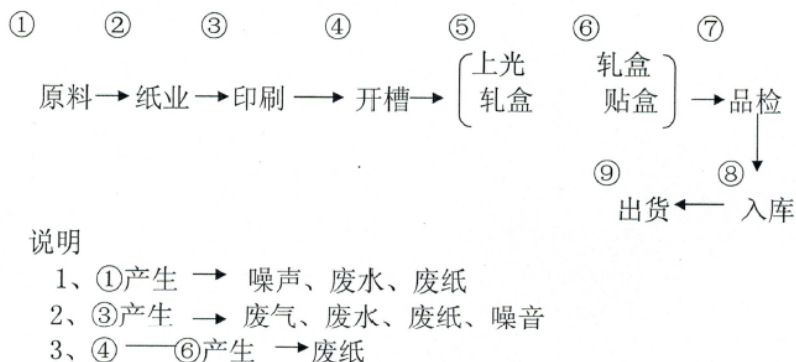 ① ② ③ ④ ⑤ ⑥ ⑦
上光 轧盒
原料→纸业→印刷→开槽→ 轧盒 贴盒 →品检
⑨ ⑧
出货←入库
说明
1、①产生→噪声、废水、废纸
2、③产生→废气、废水、废纸、噪音
3、④——⑥产生→废纸